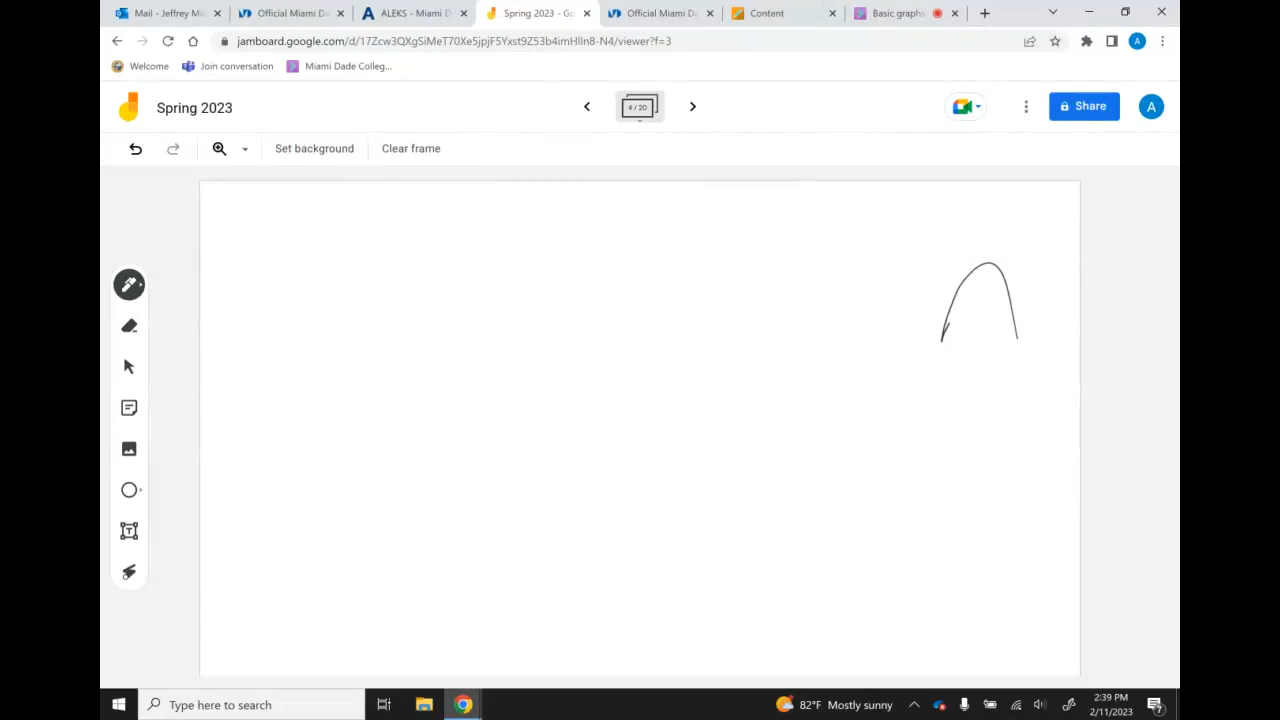 Mail - Jeffrey Mi
Official Miami Da
ALEKS - Miami D
Spring 2023 - Go
Official Miami Da
Content
Basic graphs
jamboard.google.com/d/17Zcw3QXgSiMeT70Xe5jpjF5Yxst9Z53b4imHlIn8-N4/viewer?f=3
A
Welcome
Join conversation
Miami Dade Colleg...
Spring 2023
4 / 20
Share
A
Set background
Clear frame
Type here to search
82°F Mostly sunny
2:39 PM
2/11/2023
7